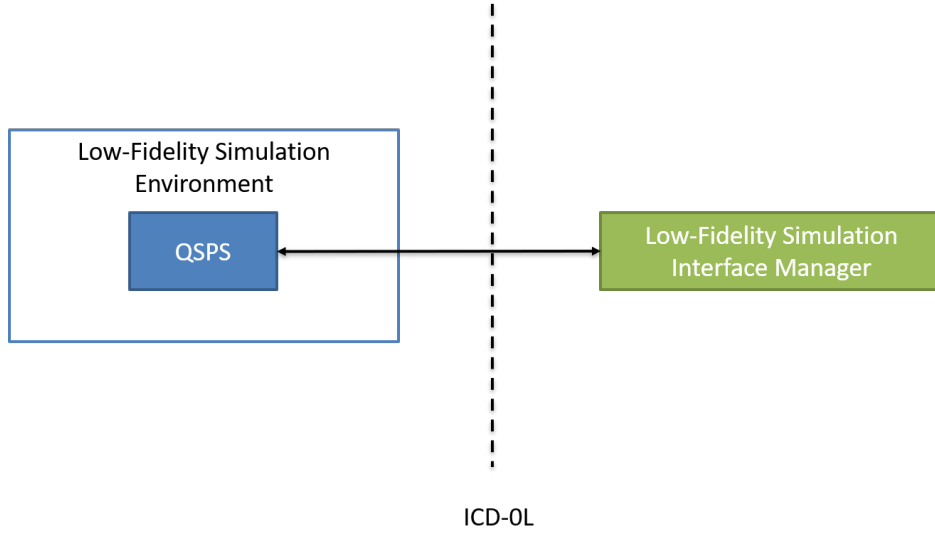 Low-Fidelity Simulation
Environment
QSPS
Low-Fidelity Simulation
Interface Manager
ICD-0L